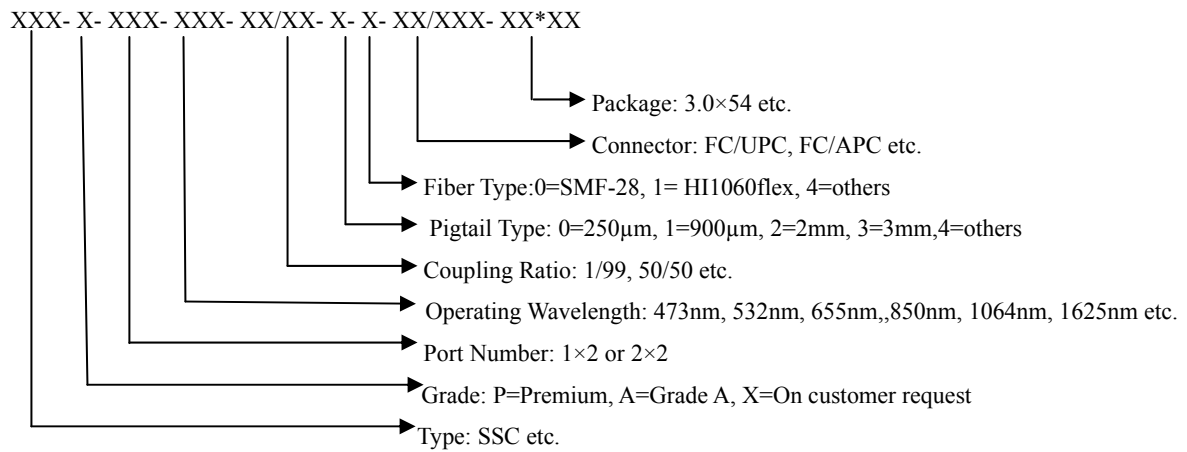 XXX- X- XXX- XXX- XX/XX- X- X- XX/XXX- XX*XX
Package: 3.0×54 etc.
Connector: FC/UPC, FC/APC etc.
Fiber Type:0=SMF-28, 1= HI1060flex, 4=others
Pigtail Type: 0=250μm, 1=900μm, 2=2mm, 3=3mm,4=others
Coupling Ratio: 1/99, 50/50 etc.
Operating Wavelength: 473nm, 532nm, 655nm,,850nm, 1064nm, 1625nm etc.
Port Number: 1×2 or 2×2
Grade: P=Premium, A=Grade A, X=On customer request
Type: SSC etc.